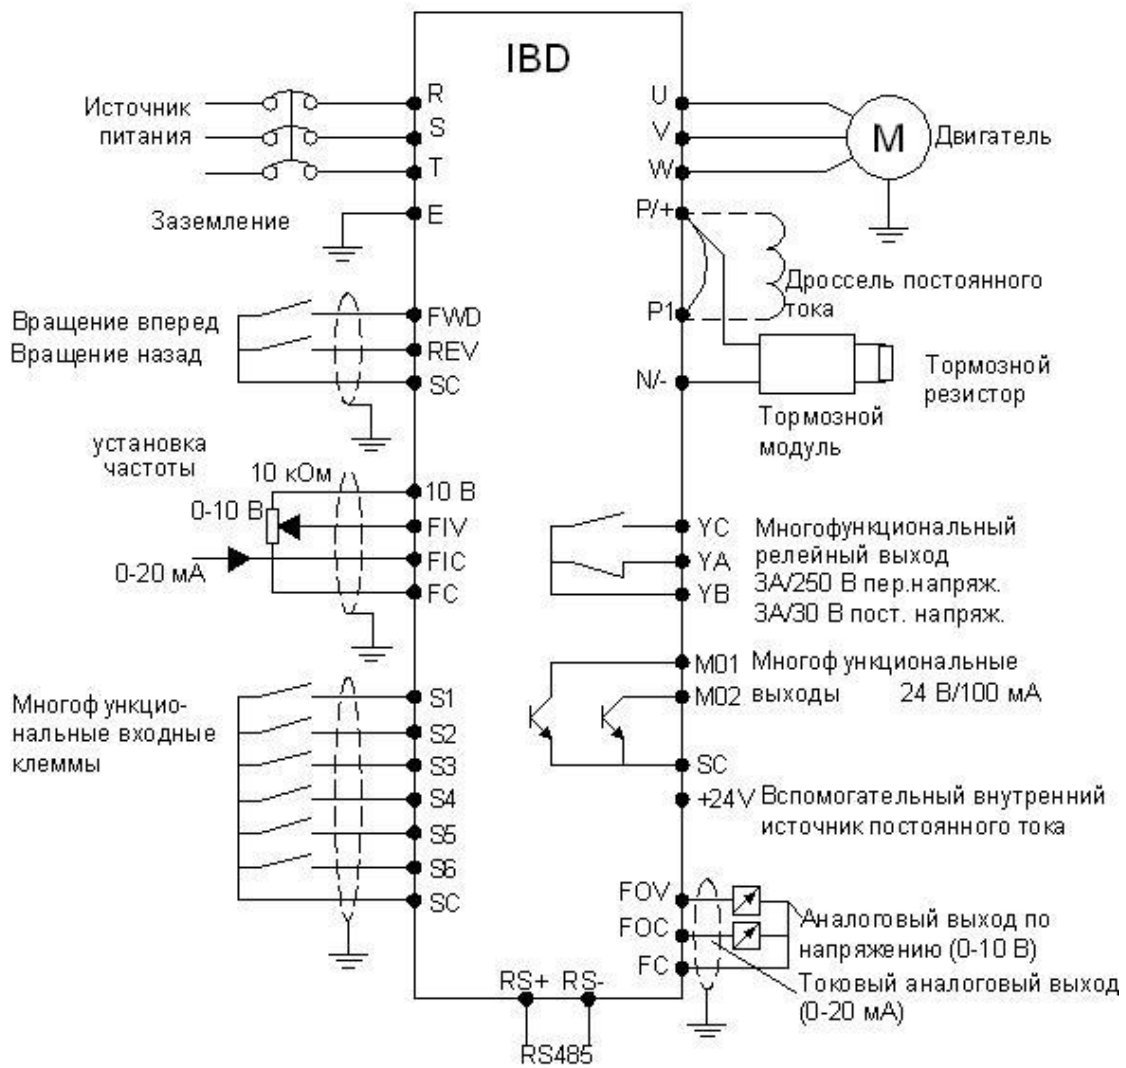 IBD
Источник
питания
R
S
T
Заземление
E
Вращение вперед
Вращение назад
FWD
REV
SC
установка
частоты
10 кОм
0-10 В
0-20 мА
10 В
FIV
FIC
FC
Многофункцио-
нальные входные
клеммы
S1
S2
S3
S4
S5
S6
SC
U
V
W
M
Двигатель
P/+
P1
Дроссель постоянного
тока
N/-
Тормозной
модуль
Тормозной
резистор
YC
YA
YB
Многофункциональный
релейный выход
3А/250 В пер.напряж.
3А/30 В пост. напряж.
M01
M02
Многофункциональные
выходы 24 В/100 мА
SC
+24V
Вспомогательный внутренний
источник постоянного тока
FOV
FOC
FC
Аналоговый выход по
напряжению (0-10 В)
Токовый аналоговый выход
(0-20 мА)
RS+ RS-
RS485